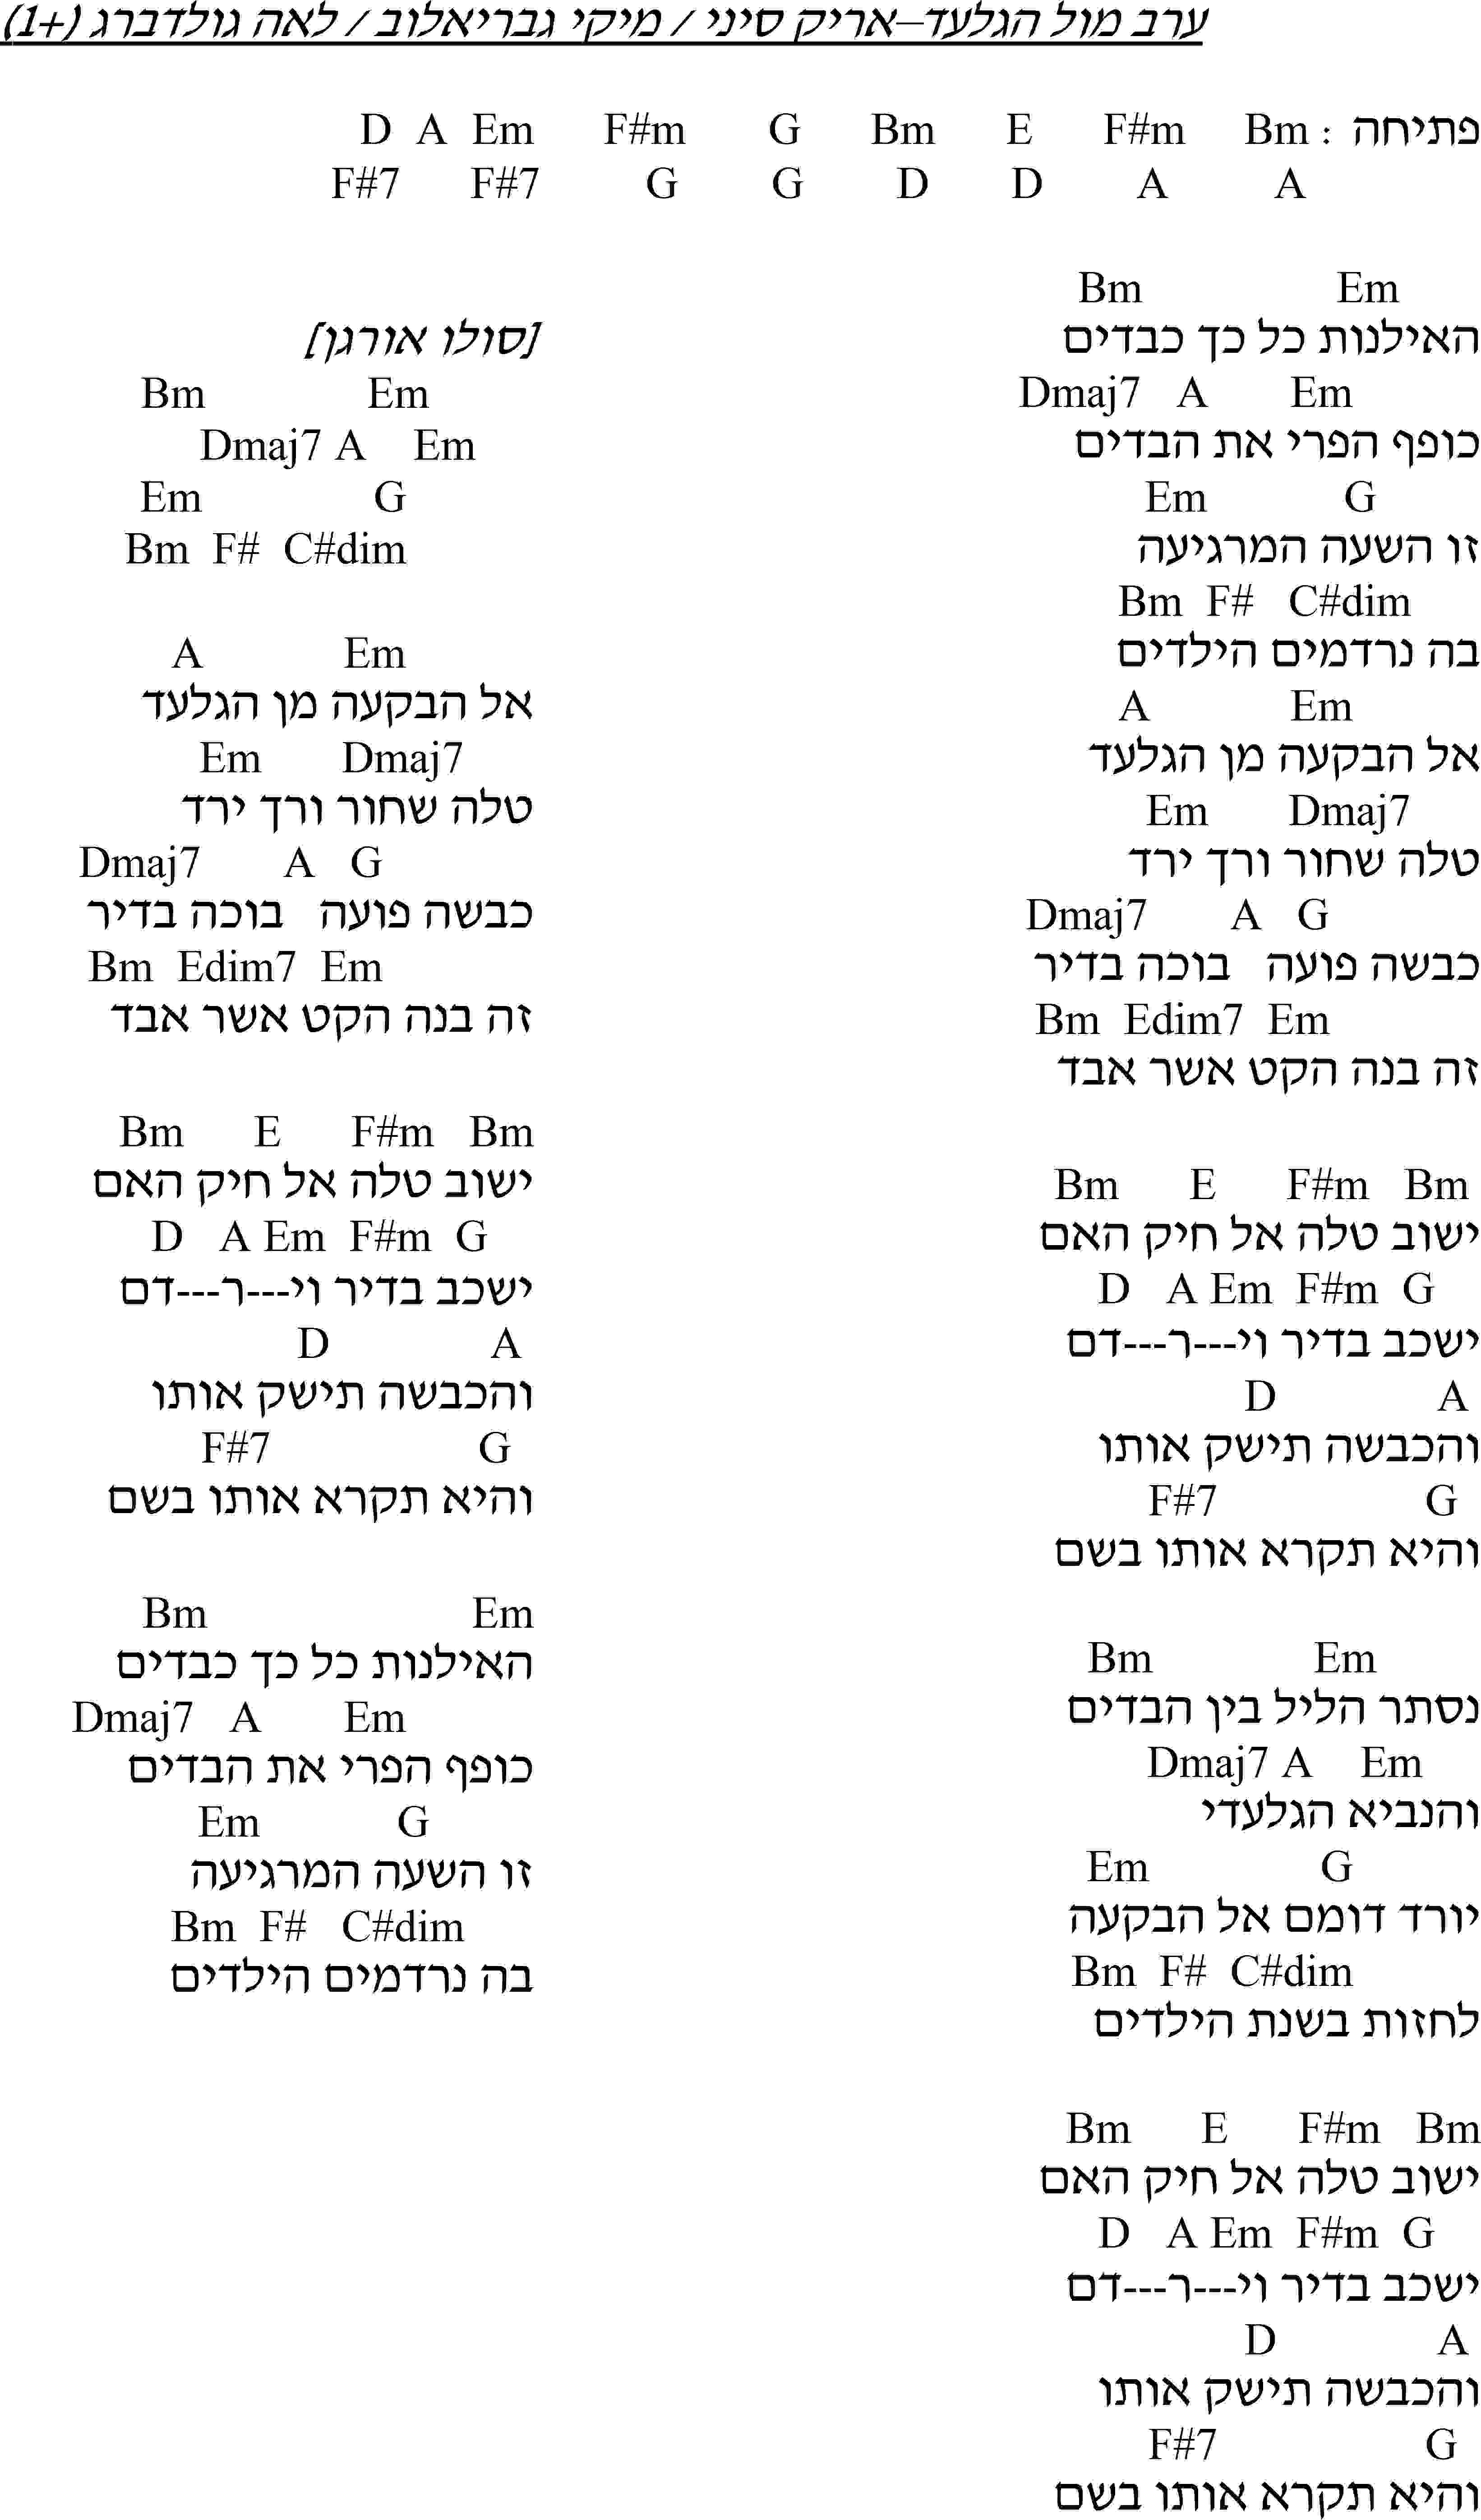 ערב מול הגלעד–אריק סיני / מיקי גבריאלוב / לאה גולדברג (+1)
פתיחה : Bm F#m E Bm G F#m Em A D
A A D D G G F#7 F#7
Bm Em
האילנות כל כך כבדים
Dmaj7 A Em
כופף הפרי את הבדים
Em G
זו השעה המרגיעה
Bm F# C#dim
בה נרדמים הילדים
A Em
אל הבקעה מן הגלעד
Em Dmaj7
טלה שחור ורך ירד
Dmaj7 A G
כבשה פועה בוכה בדיר
Bm Edim7 Em
זה בנה הקט אשר אבד
Bm E F#m Bm
ישוב טלה אל חיק האם
D A Em F#m G
ישכב בדיר וי---ר---דם
D A
והכבשה תישק אותו
F#7 G
והיא תקרא אותו בשם
Bm Em
נסתר הליל בין הבדים
Dmaj7 A Em
והנביא הגלעדי
Em G
יורד דומם אל הבקעה
Bm F# C#dim
לחזות בשנת הילדים
Bm E F#m Bm
ישוב טלה אל חיק האם
D A Em F#m G
ישכב בדיר וי---ר---דם
D A
והכבשה תישק אותו
F#7 G
והיא תקרא אותו בשם
[סולו אורגן]
Bm Em
Dmaj7 A Em
Em G
Bm F# C#dim
A Em
אל הבקעה מן הגלעד
Em Dmaj7
טלה שחור ורך ירד
Dmaj7 A G
כבשה פועה בוכה בדיר
Bm Edim7 Em
זה בנה הקט אשר אבד
Bm E F#m Bm
ישוב טלה אל חיק האם
D A Em F#m G
ישכב בדיר וי---ר---דם
D A
והכבשה תישק אותו
F#7 G
והיא תקרא אותו בשם
Bm Em
האילנות כל כך כבדים
Dmaj7 A Em
כופף הפרי את הבדים
Em G
זו השעה המרגיעה
Bm F# C#dim
בה נרדמים הילדים